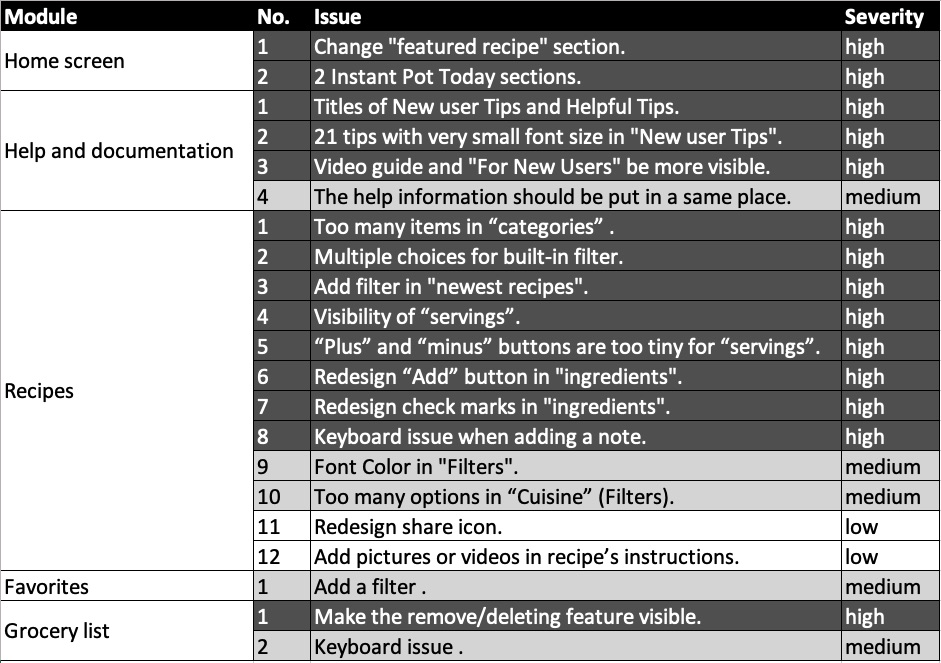 Module No. Issue Severity
Home screen
1 Change "featured recipe" section. high
2 2 Instant Pot Today sections. high
Help and documentation
1 Titles of New user Tips and Helpful Tips. high
2 21 tips with very small font size in "New user Tips". high
3 Video guide and "For New Users" be more visible. high
4 The help information should be put in a same place. medium
Recipes
1 Too many items in “categories” . high
2 Multiple choices for built-in filter. high
3 Add filter in "newest recipes". high
4 Visibility of “servings”. high
5 “Plus” and “minus” buttons are too tiny for “servings”. high
6 Redesign “Add” button in "ingredients". high
7 Redesign check marks in "ingredients". high
8 Keyboard issue when adding a note. high
9 Font Color in "Filters". medium
10 Too many options in “Cuisine” (Filters). medium
11 Redesign share icon. low
12 Add pictures or videos in recipe’s instructions. low
Favorites 1 Add a filter . medium
Grocery list
1 Make the remove/deleting feature visible. high
2 Keyboard issue . medium